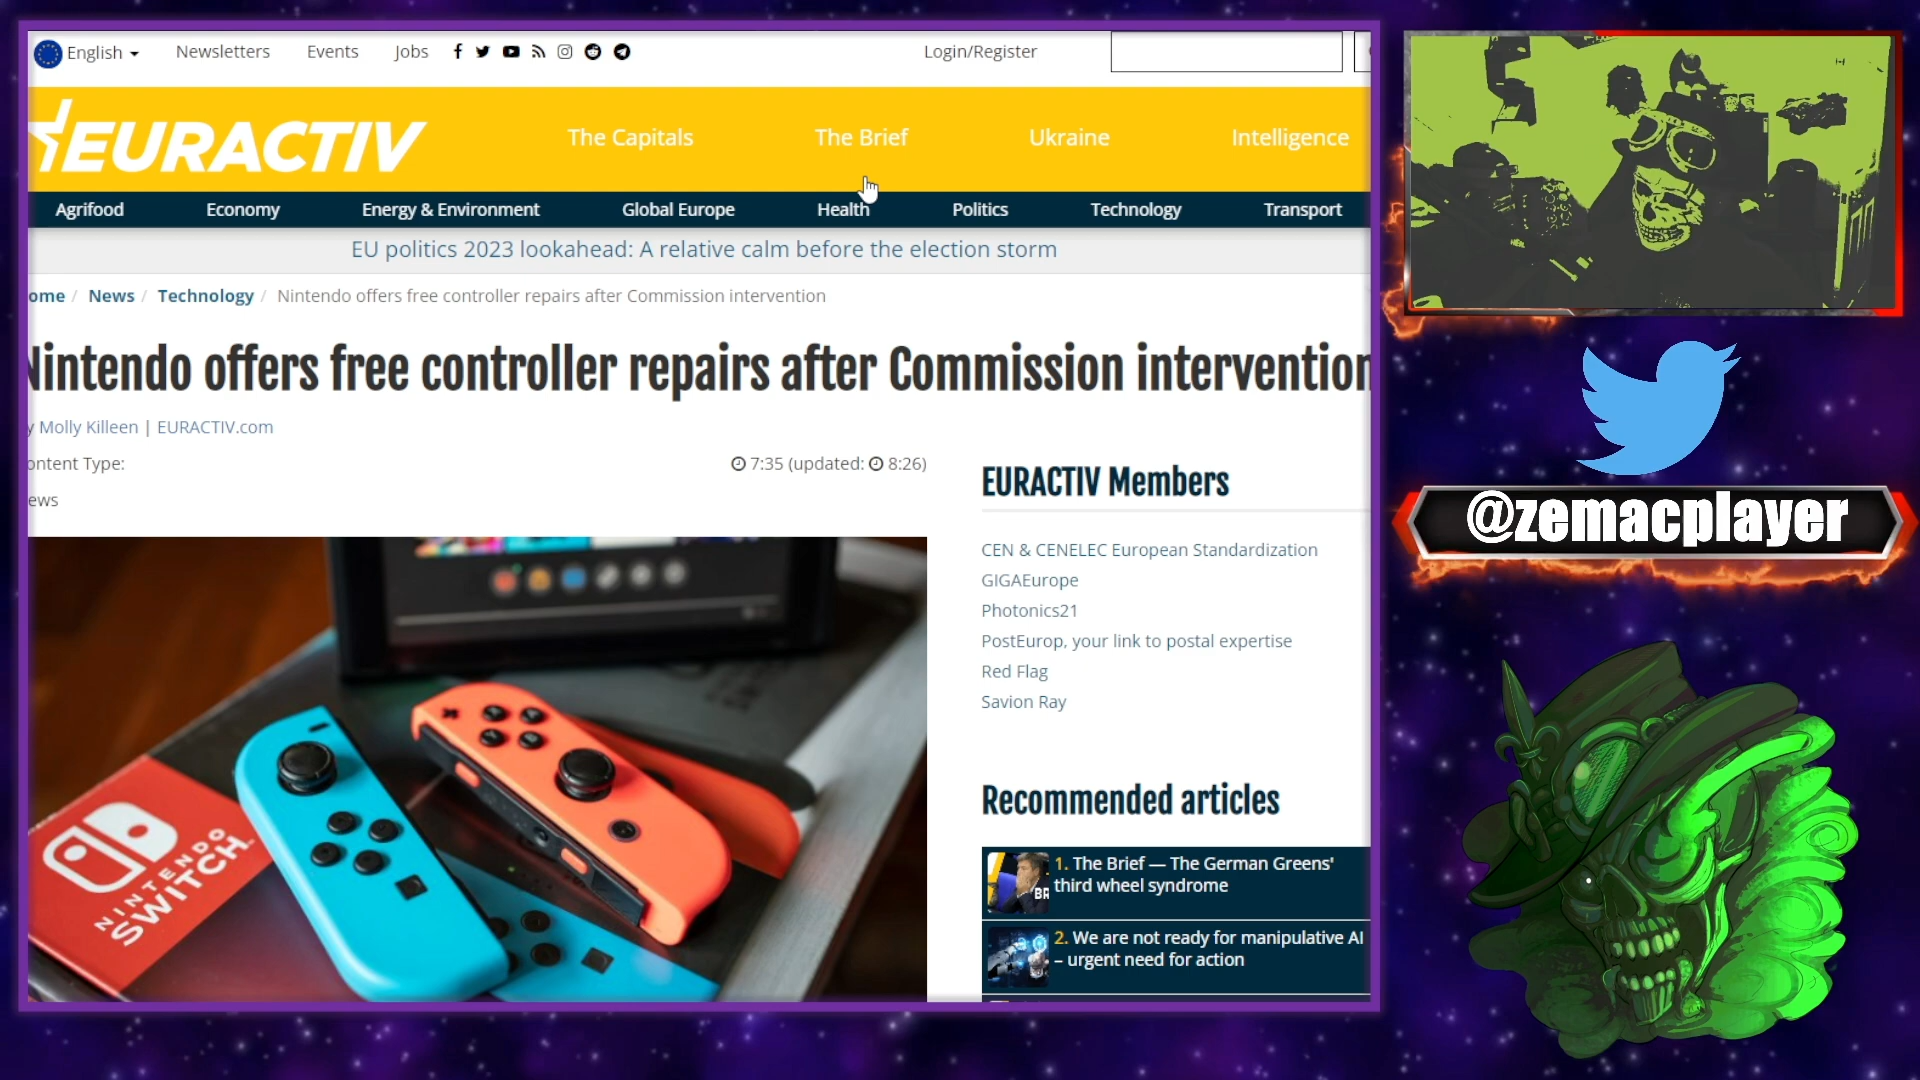 English
Newsletters
Events
Jobs
Login/Register
EURACTIV
The Capitals
The Brief
Ukraine
Intelligence
Agrifood
Economy
Energy & Environment
Global Europe
Health
Politics
Technology
Transport
EU politics 2023 lookahead: A relative calm before the election storm
ome / News / Technology / Nintendo offers free controller repairs after Commission intervention
Nintendo offers free controller repairs after Commission intervention
y Molly Killeen | EURACTIV.com
ontent Type:
7:35 (updated: 8:26)
ews
NINTENDO
SWITCH
EURACTIV Members
CEN & CENELEC European Standardization
GIGAEurope
Photonics21
PostEurop, your link to postal expertise
Red Flag
Savion Ray
Recommended articles
1. The Brief — The German Greens'
third wheel syndrome
BR
2. We are not ready for manipulative AI
– urgent need for action
@zemacplayer